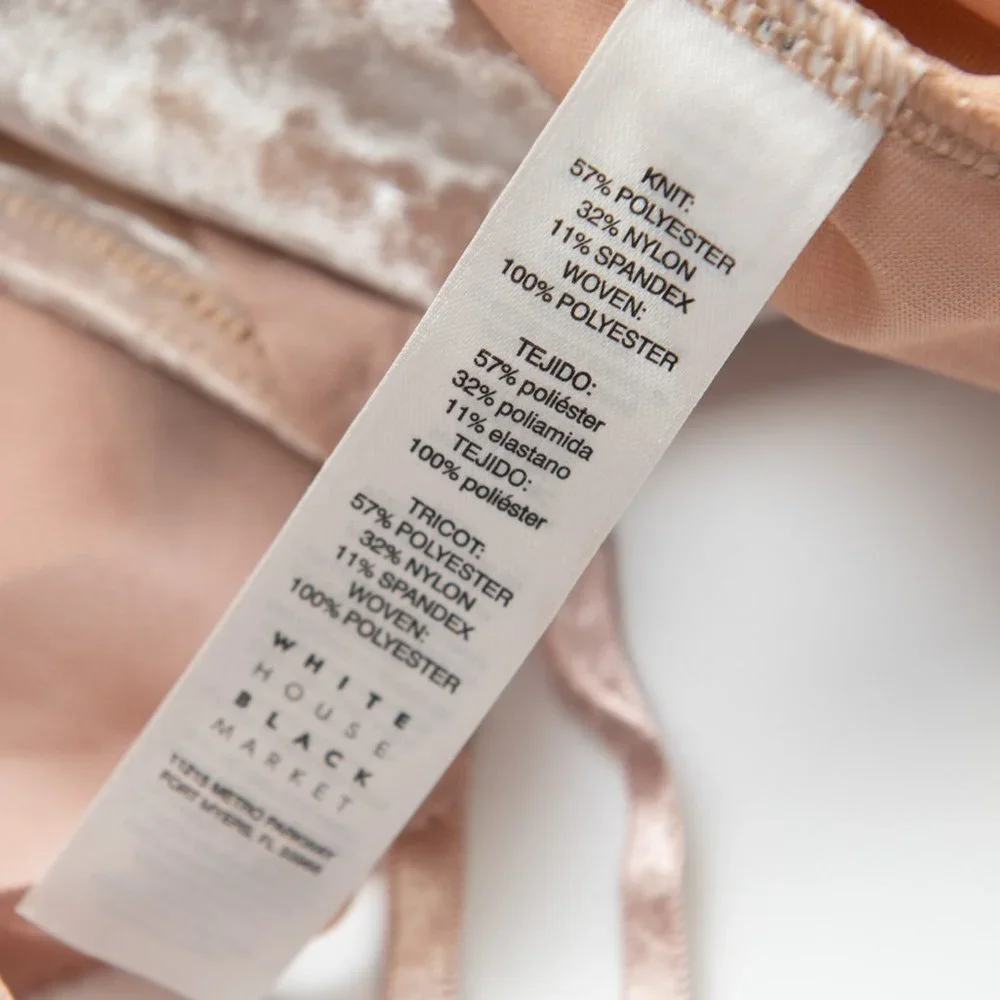 KNIT:
57% POLYESTER
32% NYLON
11% SPANDEX
WOVEN:
100% POLYESTER
TEJIDO:
57% poliéster
32% poliamida
11% elastano
TEJIDO:
100% poliéster
TRICOT:
57% POLYESTER
32% NYLON
11% SPANDEX
WOVEN:
100% POLYESTER
WHITE
HOUSE
BLACK
MARKET
METRO PARKWAY
FORT MYERS, FL